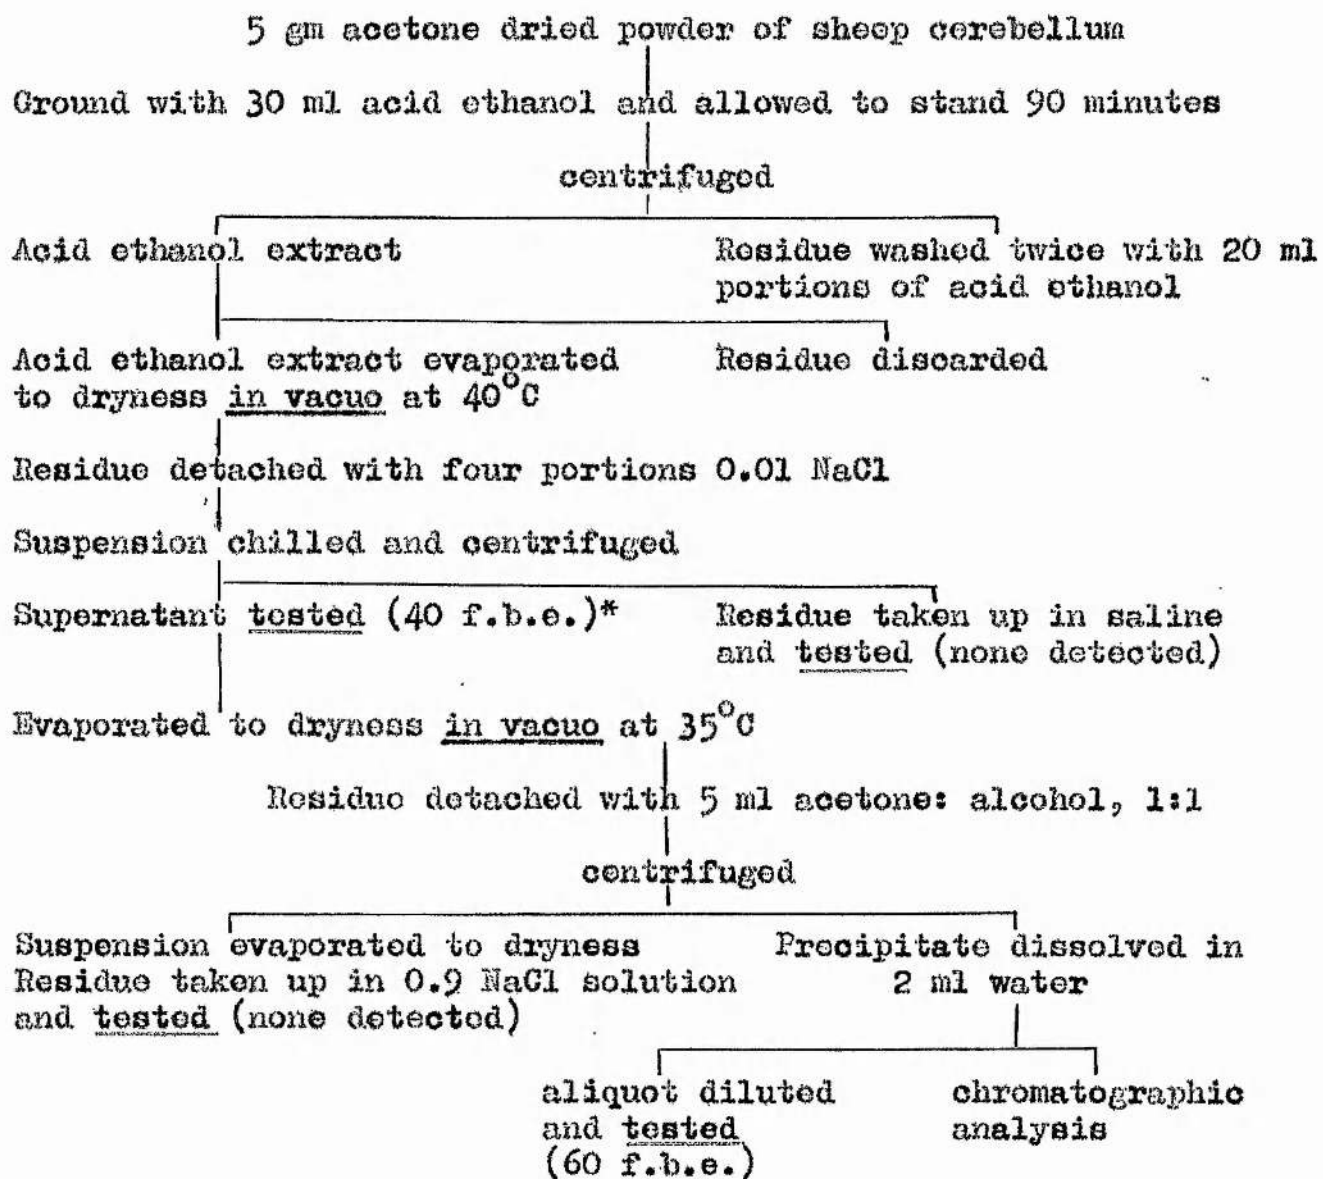 5 gm acetone dried powder of sheep cerebellum
Ground with 30 ml acid ethanol and allowed to stand 90 minutes
centrifuged
Acid ethanol extract
Residue washed twice with 20 ml
portions of acid ethanol
Acid ethanol extract evaporated
to dryness in vacuo at 40°C
Residue discarded
Residue detached with four portions 0.01 NaCl
Suspension chilled and centrifuged
Supernatant tested (40 f.b.e.)*
Residue taken up in saline
and tested (none detected)
Evaporated to dryness in vacuo at 35°C
Residue detached with 5 ml acetone: alcohol, 1:1
centrifuged
Suspension evaporated to dryness
Residue taken up in 0.9 NaCl solution
and tested (none detected)
Precipitate dissolved in
2 ml water
aliquot diluted
and tested
(60 f.b.e.)
chromatographic
analysis